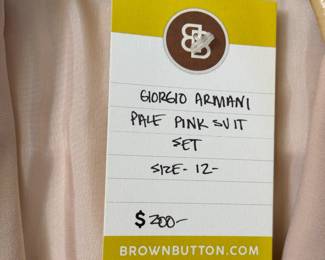 GIORGIO ARMANI
PALE PINK SUIT
SET
SIZE- 12-
$200-
BROWNBUTTON.COM